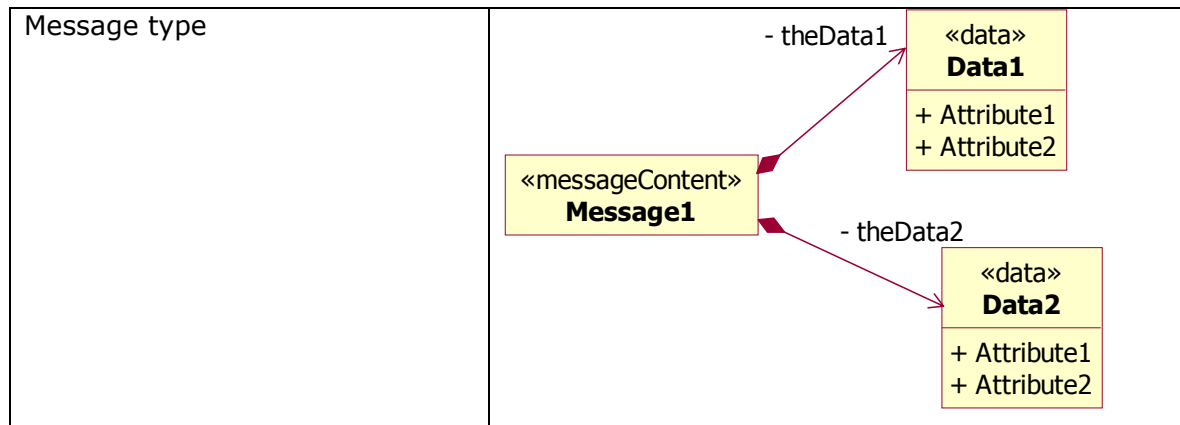 Message type
- theData1
«data»
Data1
+ Attribute1
+ Attribute2
«messageContent»
Message1
- theData2
«data»
Data2
+ Attribute1
+ Attribute2